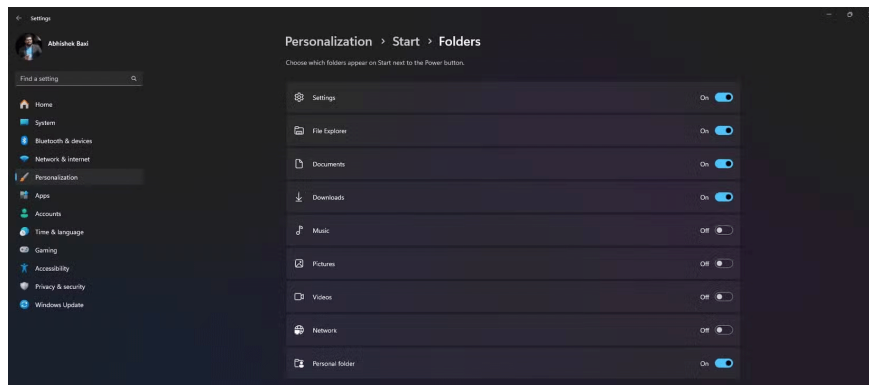 Settings
Abhishek Baxi
Find a setting
Home
System
Bluetooth & devices
Network & internet
Personalization
Apps
Accounts
Time & language
Gaming
Accessibility
Privacy & security
Windows Update
Personalization > Start > Folders
Choose which folders appear on Start next to the Power button.
Settings On
File Explorer On
Documents On
Downloads On
Music Off
Pictures Off
Videos Off
Network Off
Personal folder On